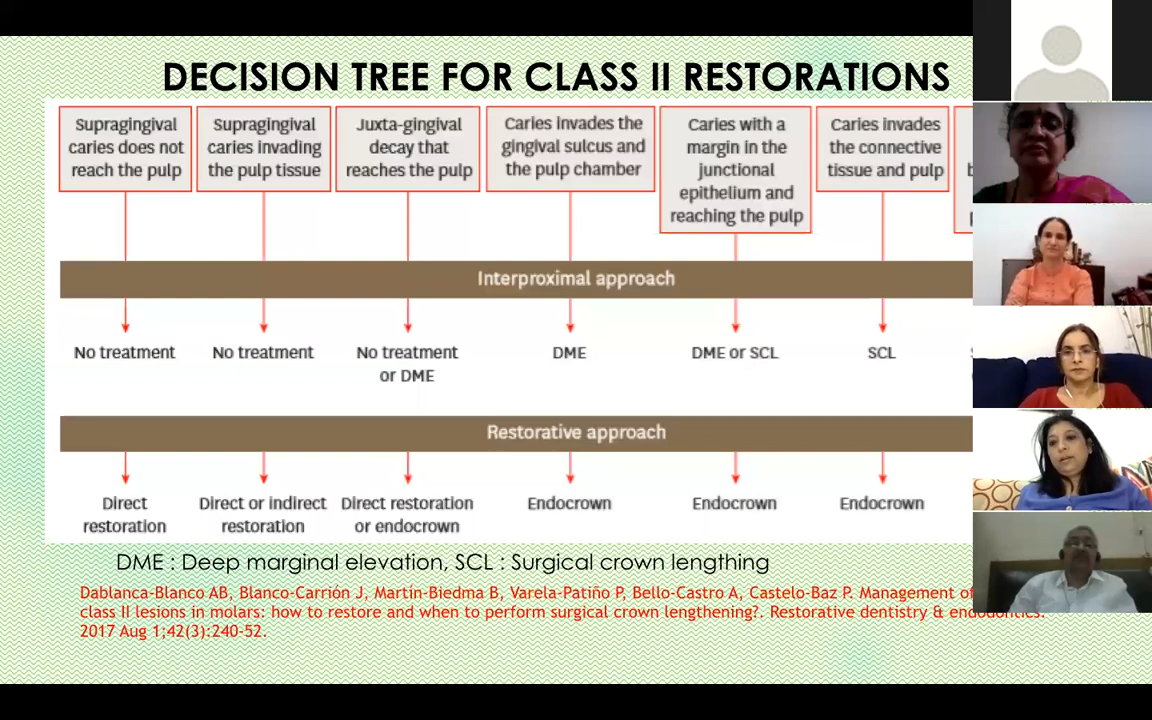 DECISION TREE FOR CLASS II RESTORATIONS
Supragingival
caries does not
reach the pulp
Supragingival
caries invading
the pulp tissue
Juxta-gingival
decay that
reaches the pulp
Caries invades the
gingival sulcus and
the pulp chamber
Caries with a
margin in the
junctional
epithelium and
reaching the pulp
Caries invades
the connective
tissue and pulp
Interproximal approach
No treatment
No treatment
No treatment
or DME
DME
DME or SCL
SCL
Restorative approach
Direct
restoration
Direct or indirect
restoration
Direct restoration
or endocrown
Endocrown
Endocrown
Endocrown
DME : Deep marginal elevation, SCL : Surgical crown lengthing
Dablanca-Blanco AB, Blanco-Carrión J, Martín-Biedma B, Varela-Patiño P, Bello-Castro A, Castelo-Baz P. Management of
class II lesions in molars: how to restore and when to perform surgical crown lengthening?. Restorative dentistry & endodontics.
2017 Aug 1;42(3):240-52.